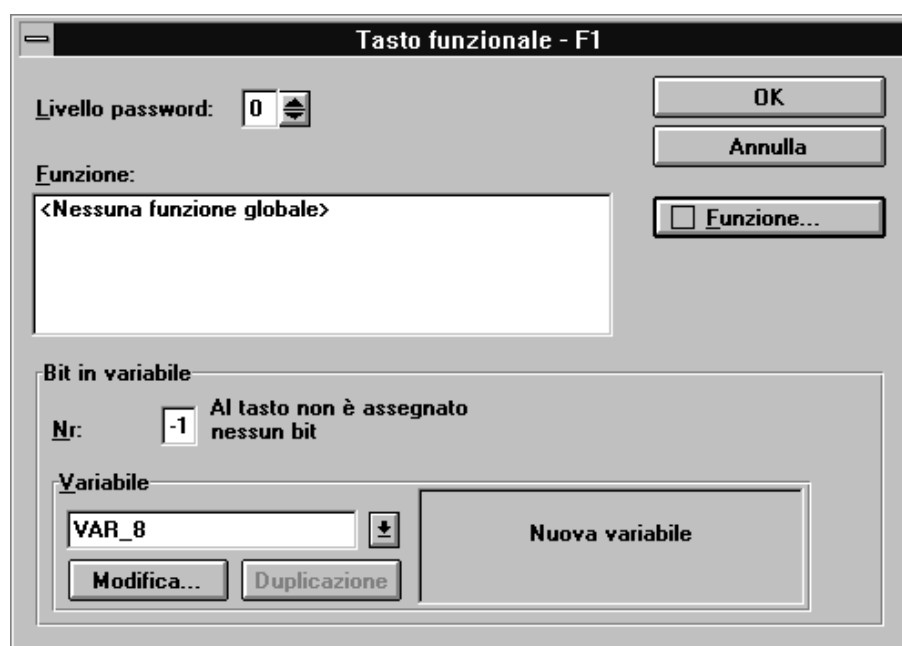 Tasto funzionale - F1
Livello password: 0
OK
Annulla
Funzione:
<Nessuna funzione globale>
Funzione...
Bit in variabile
Nr: -1 Al tasto non è assegnato
nessun bit
Variabile
VAR_8
Nuova variabile
Modifica... Duplicazione